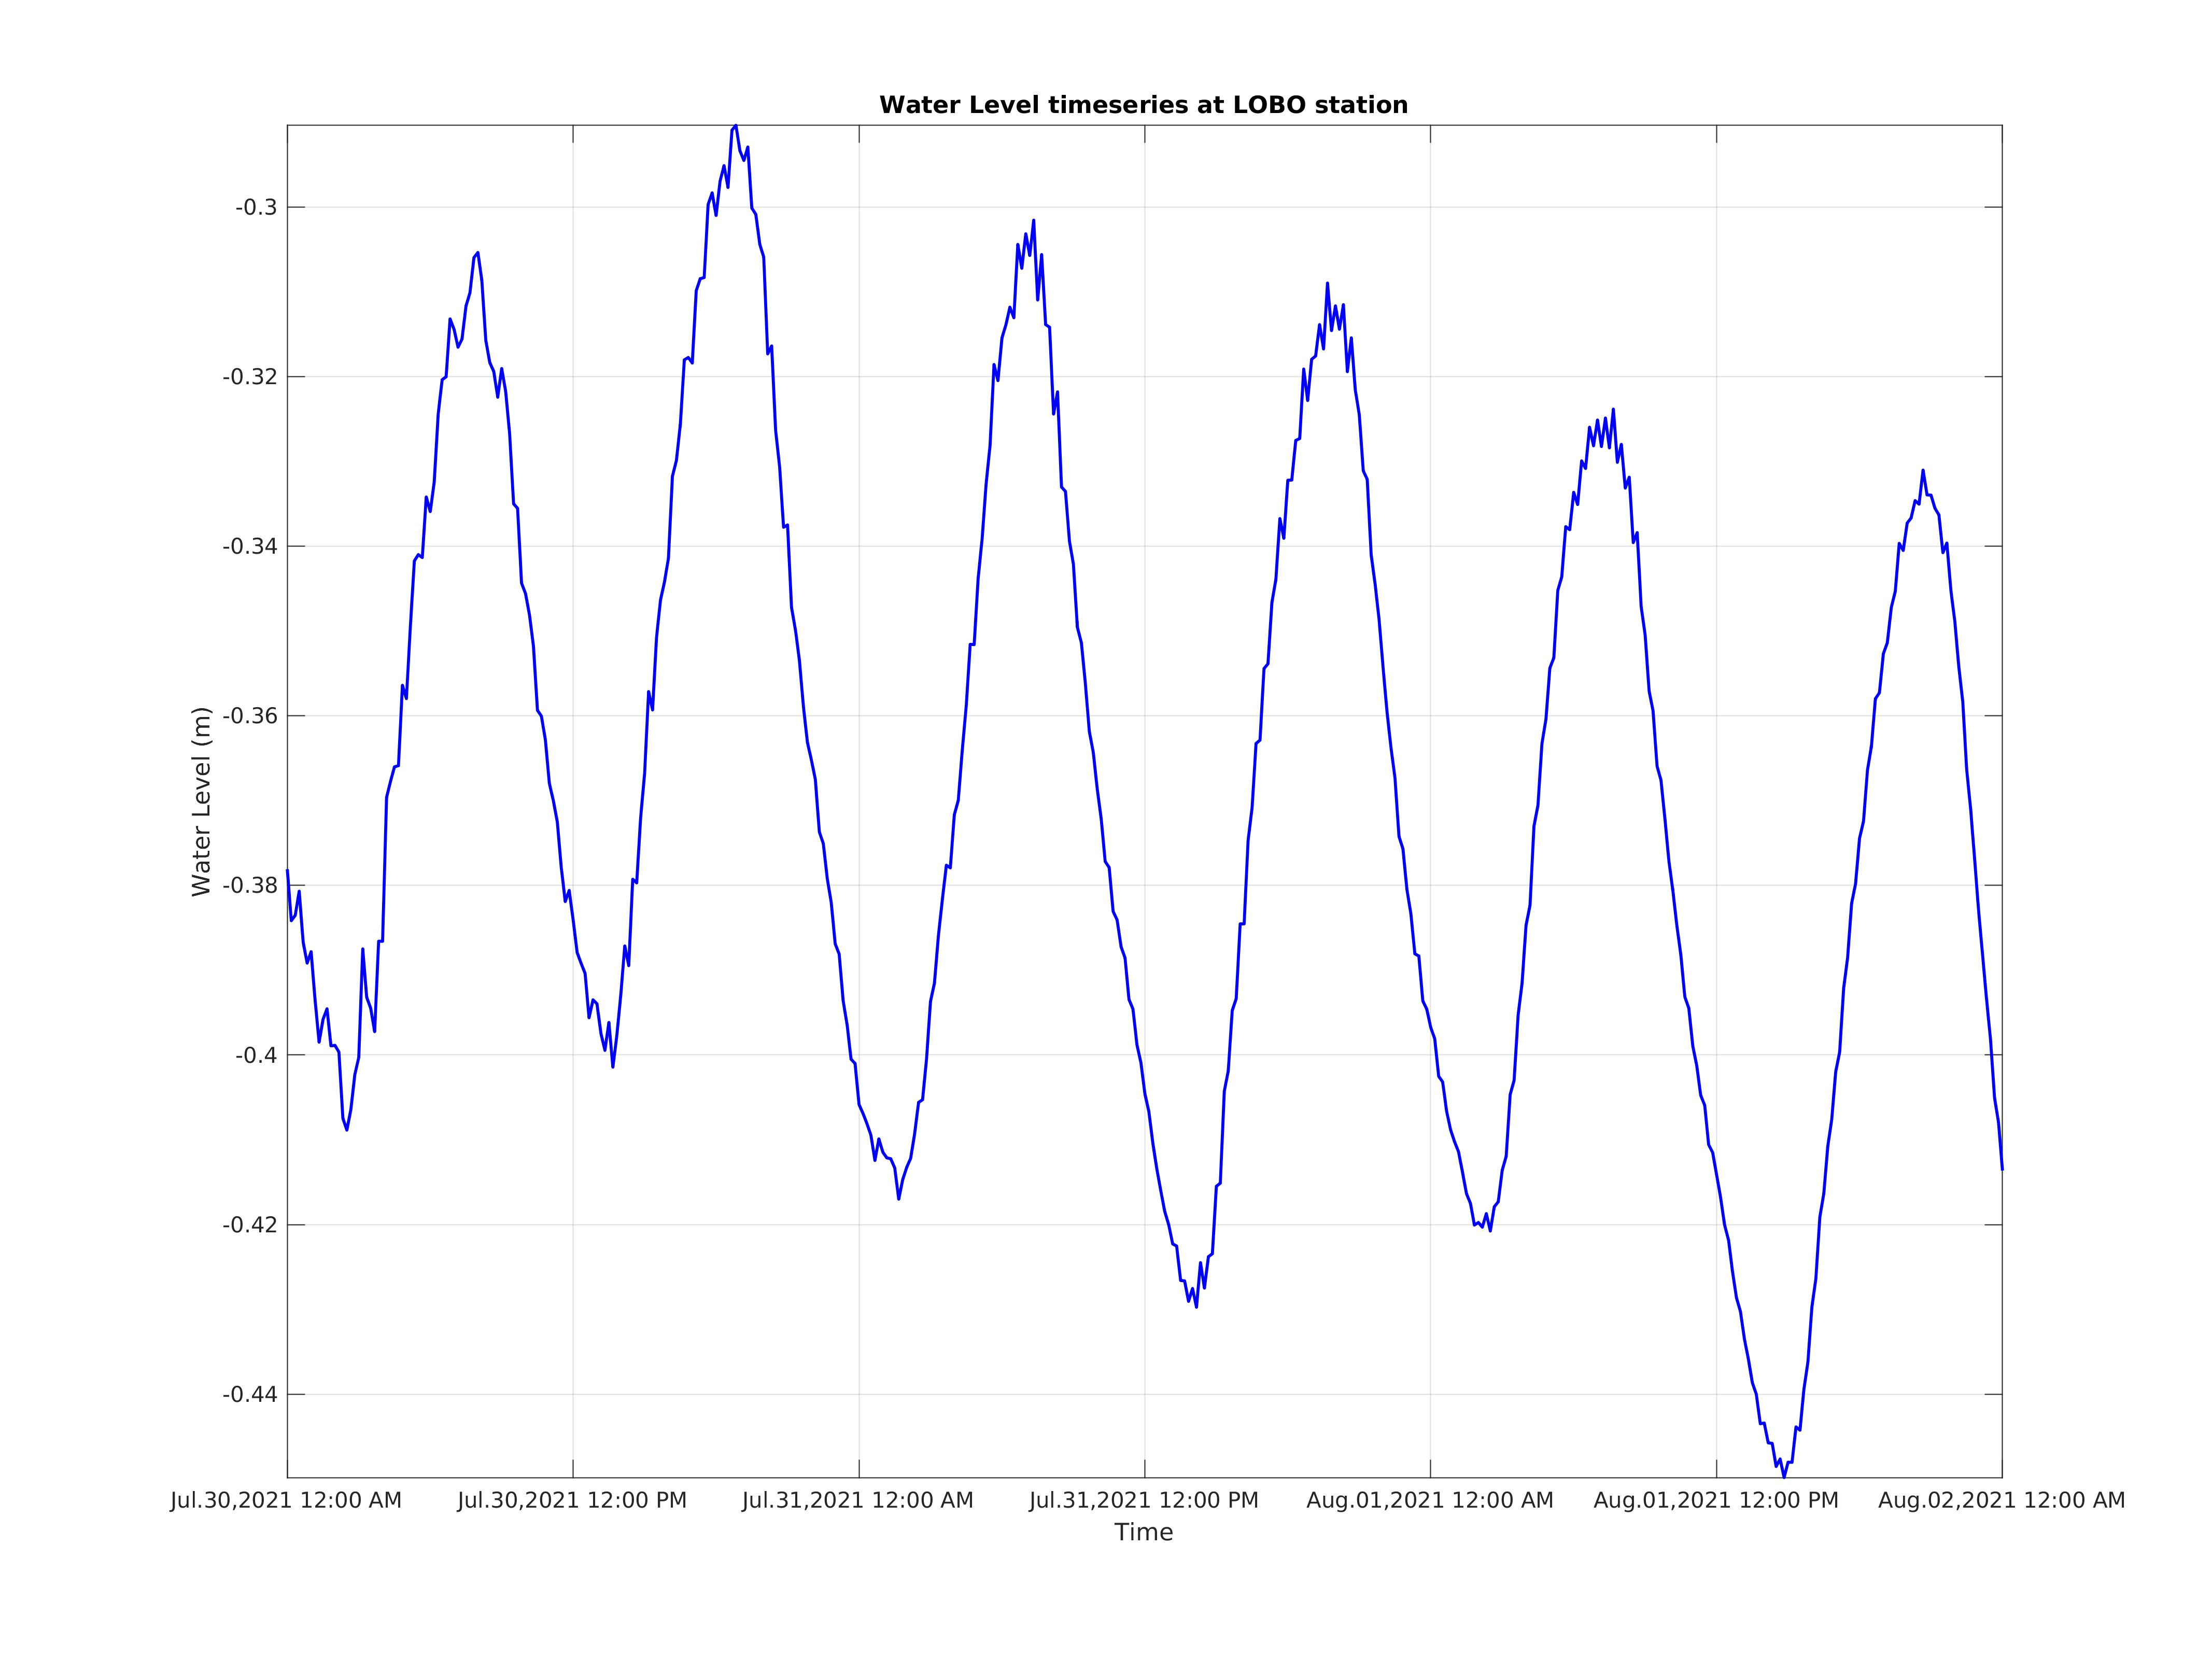 Water Level timeseries at LOBO station
-0.3
-0.32
-0.34
-0.36
-0.38
-0.4
-0.42
-0.44
Water Level (m)
Jul.30,2021 12:00 AM
Jul.30,2021 12:00 PM
Jul.31,2021 12:00 AM
Jul.31,2021 12:00 PM
Aug.01,2021 12:00 AM
Aug.01,2021 12:00 PM
Aug.02,2021 12:00 AM
Time